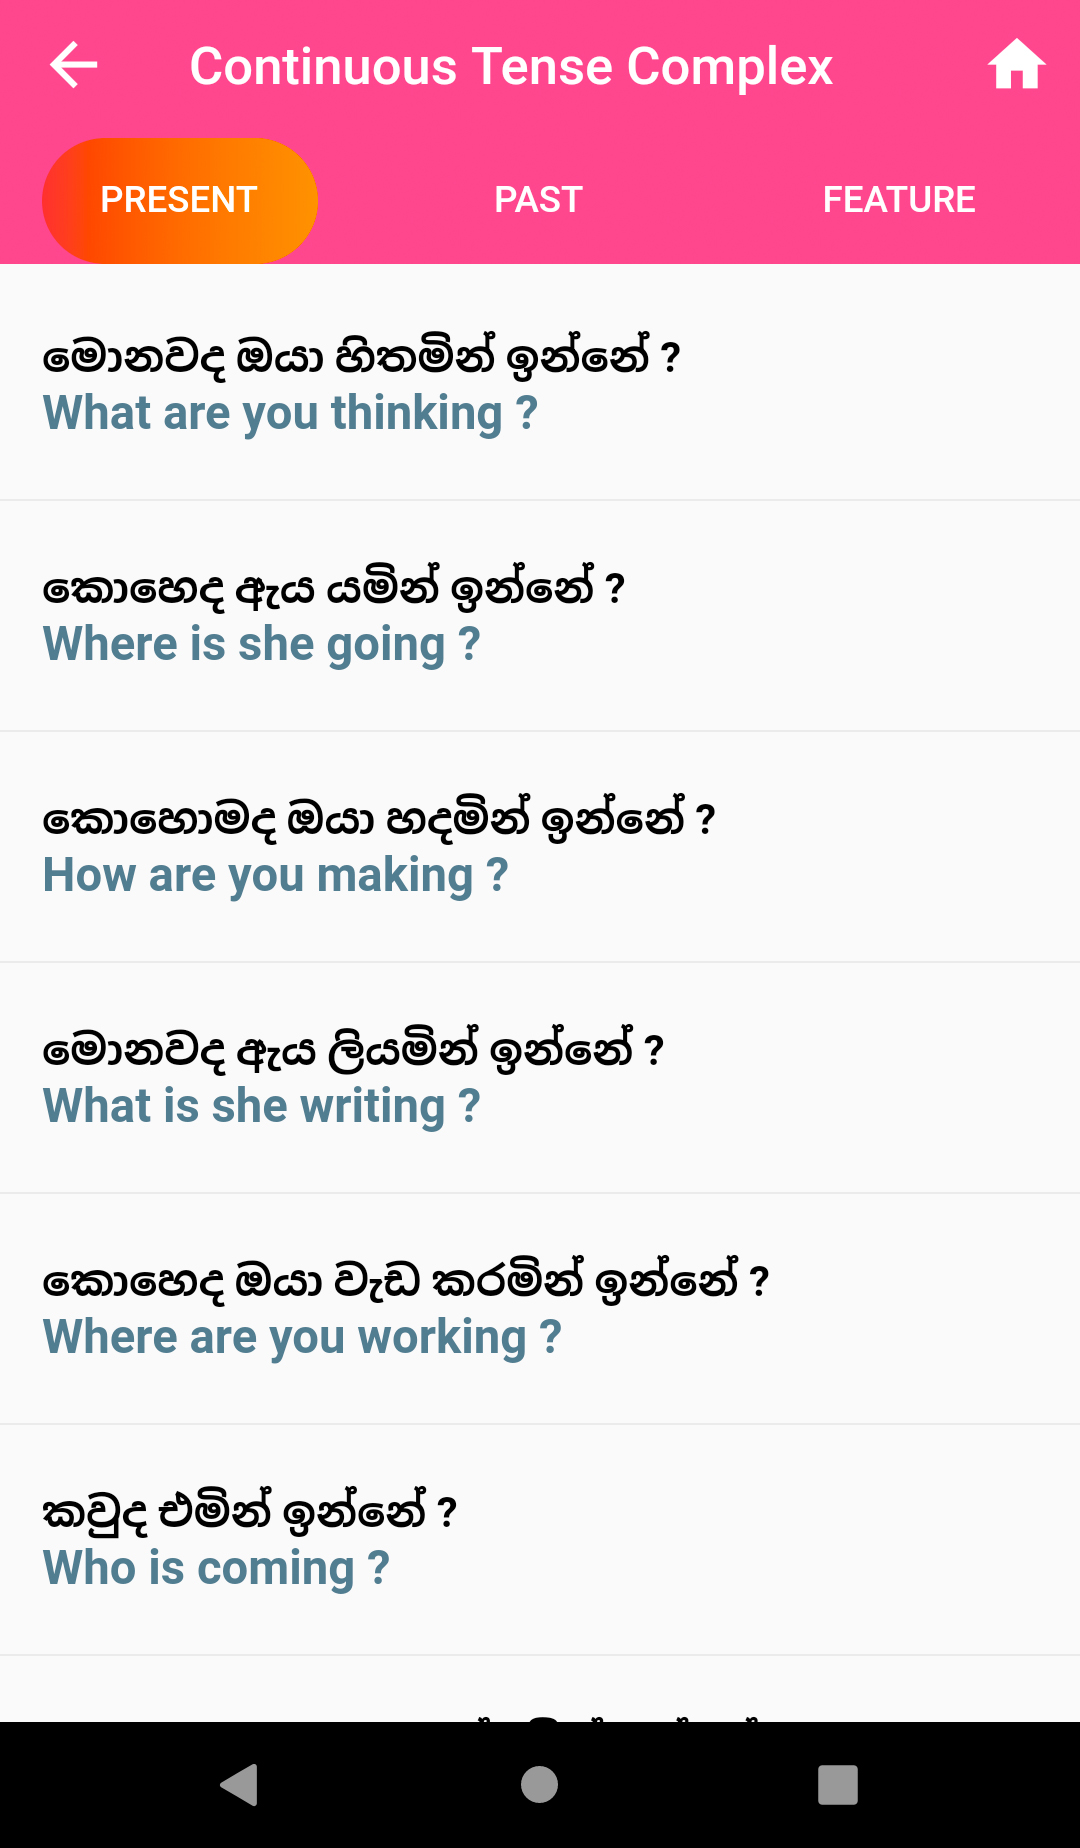 Continuous Tense Complex
PRESENT PAST FEATURE
මොනවද ඔයා හිතමින් ඉන්නේ ?
What are you thinking ?
කොහෙද ඇය යමින් ඉන්නේ ?
Where is she going ?
කොහොමද ඔයා හදමින් ඉන්නේ ?
How are you making ?
මොනවද ඇය ලියමින් ඉන්නේ ?
What is she writing ?
කොහෙද ඔයා වැඩ කරමින් ඉන්නේ ?
Where are you working ?
කවුද එමින් ඉන්නේ ?
Who is coming ?